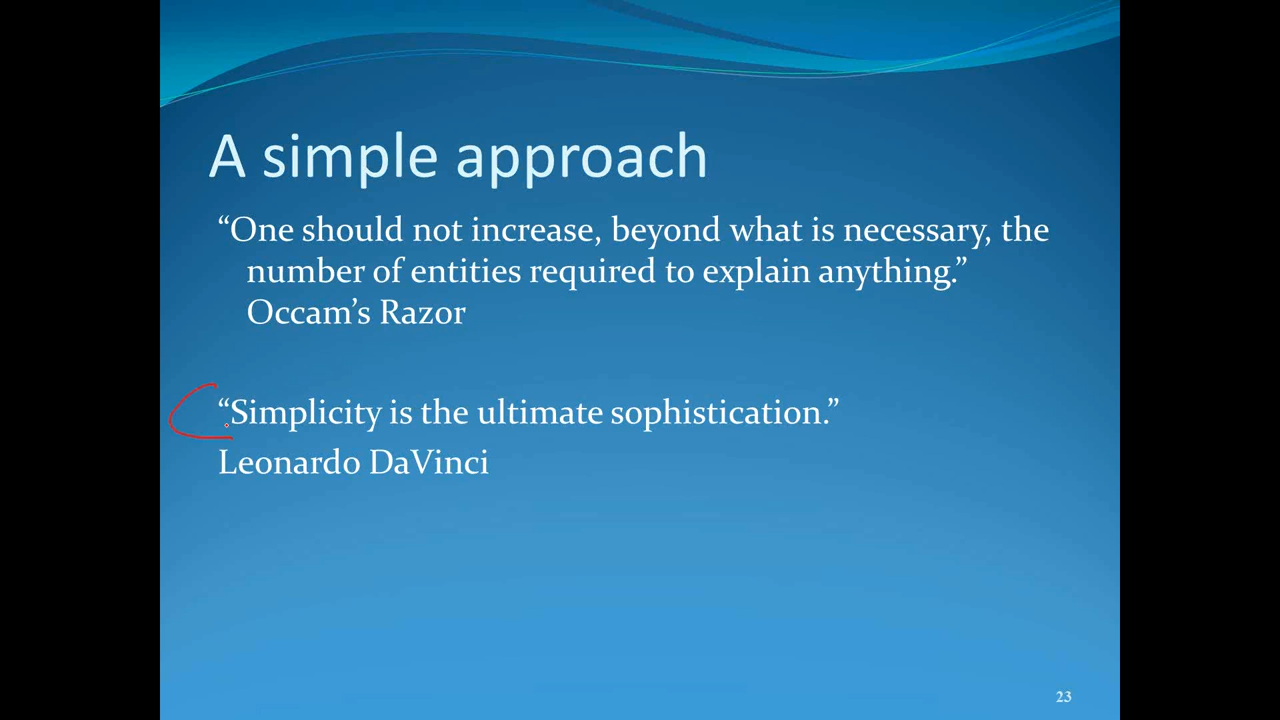 A simple approach
“One should not increase, beyond what is necessary, the
number of entities required to explain anything.”
Occam’s Razor
“Simplicity is the ultimate sophistication.”
Leonardo DaVinci
23